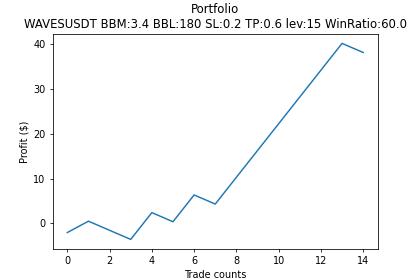 Portfolio
WAVESUSDT BBM:3.4 BBL:180 SL:0.2 TP:0.6 lev:15 WinRatio:60.0
40
30
20
10
0
Profit ($)
0 2 4 6 8 10 12 14
Trade counts